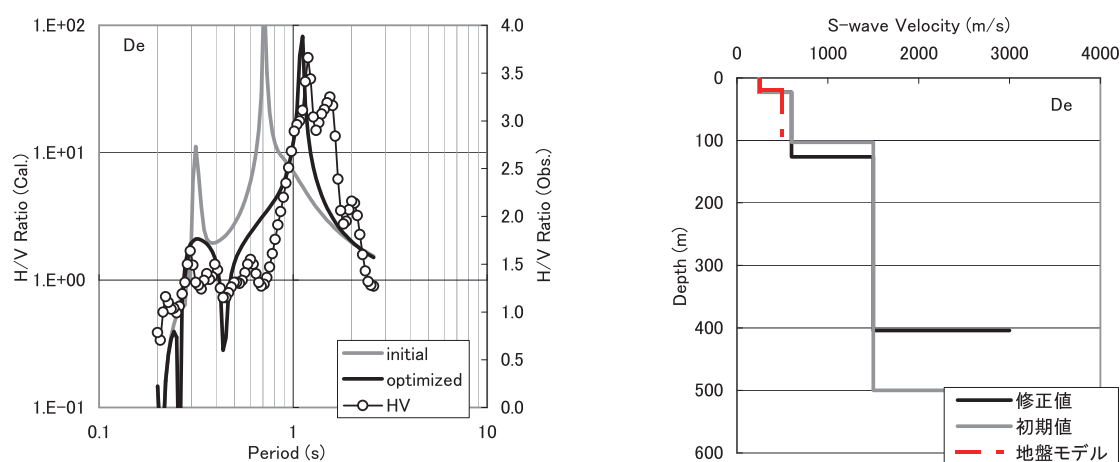 De
1.E+02
1.E+01
1.E+00
1.E-01
H/V Ratio (Cal.)
4.0
3.5
3.0
2.5
2.0
1.5
1.0
0.5
0.0
H/V Ratio (Obs.)
initial
optimized
HV
0.1 1 10
Period (s)
S-wave Velocity (m/s)
0 1000 2000 3000 4000
De
0
100
200
300
400
500
600
Depth (m)
修正値
初期値
地盤モデル